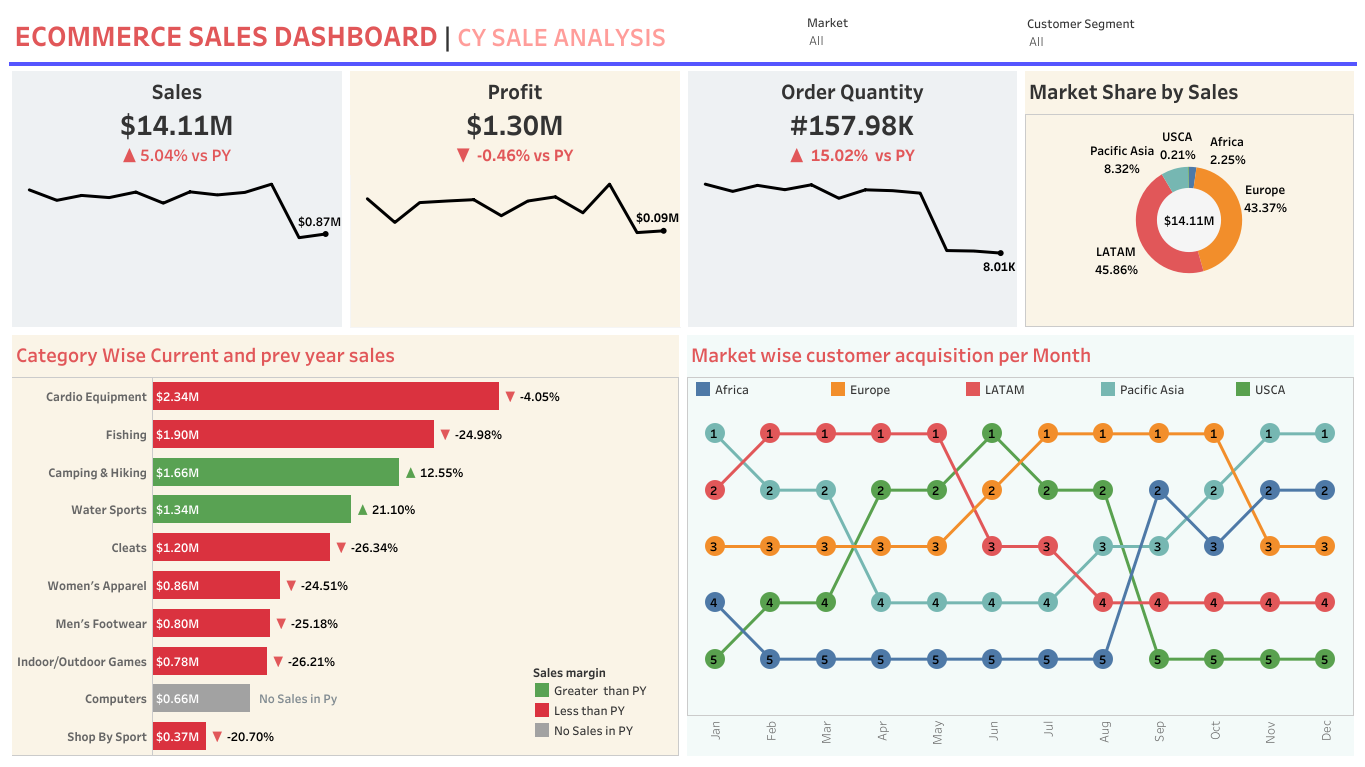 ECOMMERCE SALES DASHBOARD | CY SALE ANALYSIS
Market
All
Customer Segment
All
Sales
$14.11M
▲ 5.04% vs PY
$0.87M
Profit
$1.30M
▼ -0.46% vs PY
$0.09M
Order Quantity
#157.98K
▲ 15.02% vs PY
8.01K
Market Share by Sales
USCA
0.21%
Africa
2.25%
Pacific Asia
8.32%
Europe
43.37%
$14.11M
LATAM
45.86%
Category Wise Current and prev year sales
Cardio Equipment $2.34M ▼ -4.05%
Fishing $1.90M ▼ -24.98%
Camping & Hiking $1.66M ▲ 12.55%
Water Sports $1.34M ▲ 21.10%
Cleats $1.20M ▼ -26.34%
Women's Apparel $0.86M ▼ -24.51%
Men's Footwear $0.80M ▼ -25.18%
Indoor/Outdoor Games $0.78M ▼ -26.21%
Computers $0.66M No Sales in Py
Shop By Sport $0.37M ▼ -20.70%
Sales margin
Greater than PY
Less than PY
No Sales in PY
Market wise customer acquisition per Month
Africa Europe LATAM Pacific Asia USCA
1 1 1 1 1 1 1 1 1 1 1 1
2 2 2 2 2 2 2 2 2 2 2 2
3 3 3 3 3 3 3 3 3 3 3 3
4 4 4 4 4 4 4 4 4 4 4 4
5 5 5 5 5 5 5 5 5 5 5 5
Jan Feb Mar Apr May Jun Jul Aug Sep Oct Nov Dec